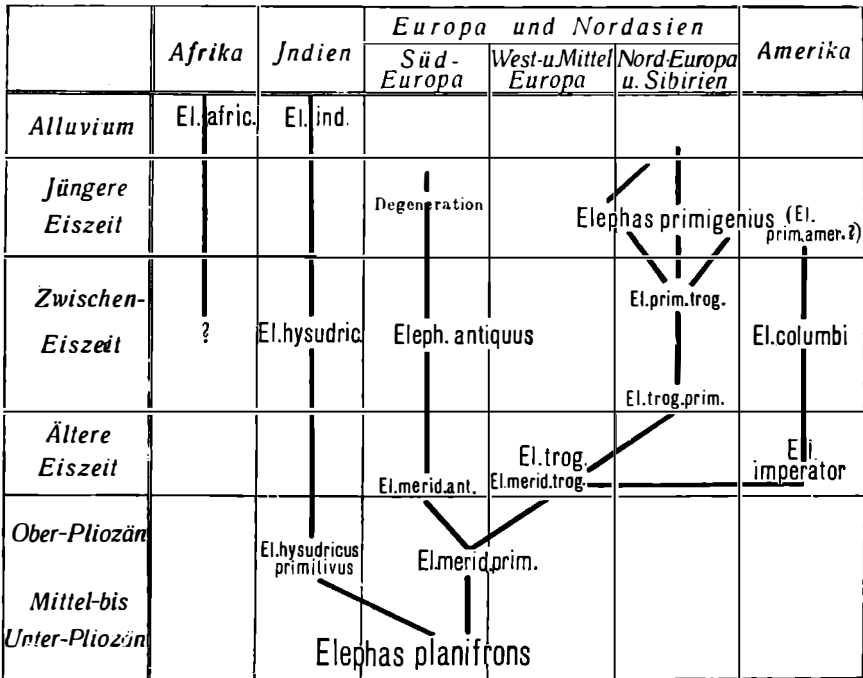 Afrika
Jndien
Europa und Nordasien
Süd-
Europa
West-u.Mittel
Europa
Nord-Europa
u. Sibirien
Amerika
Alluvium
El. afric.
El. ind.
Jüngere
Eiszeit
Degeneration
Elephas primigenius
(El.
prim.amer.?)
Zwischen-
Eiszeit
?
El.hysudric.
Eleph. antiquus
El.prim.trog.
El.trog.prim.
El.columbi
Ältere
Eiszeit
El.merid.ant.
El.trog.
El.merid.trog.
El.
imperator
Ober-Pliozän
El.hysudricus
primitivus
El.merid.prim.
Mittel-bis
Unter-Pliozän
Elephas planifrons